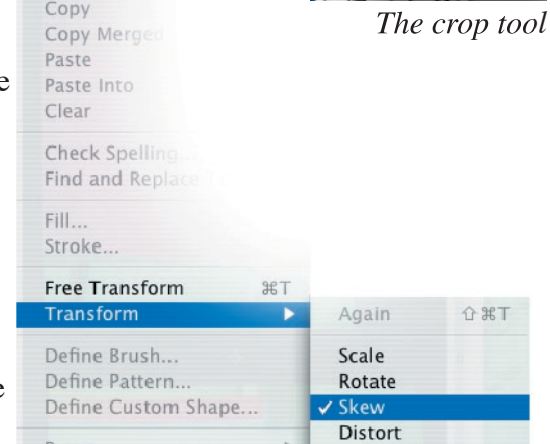 Copy
The crop tool
Copy Merged
Paste
e
Paste Into
Clear
Check Spelling...
Find and Replace
Fill...
Stroke...
Free Transform ⌘T
Transform ▶
Again ⇧⌘T
Define Brush...
Scale
Define Pattern...
Rotate
e
Define Custom Shape...
✓ Skew
Distort